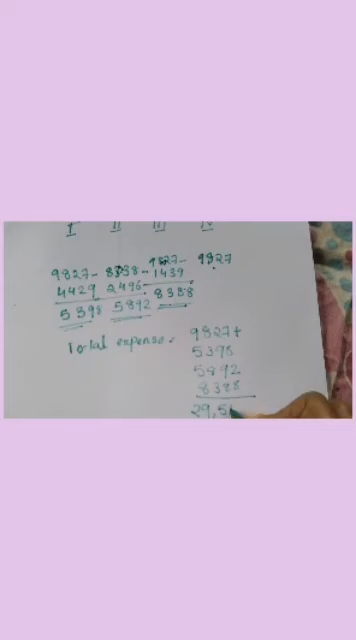 I II III IV
9827- 8338- 9827- 9827
4429 2496- 1439
5398 5892 8388
Total expense.
9827+
5398
5892
8388
29,5